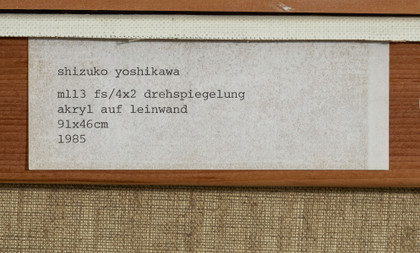 shizuko yoshikawa
m113 fs/4x2 drehspiegelung
akryl auf leinwand
91x46cm
1985